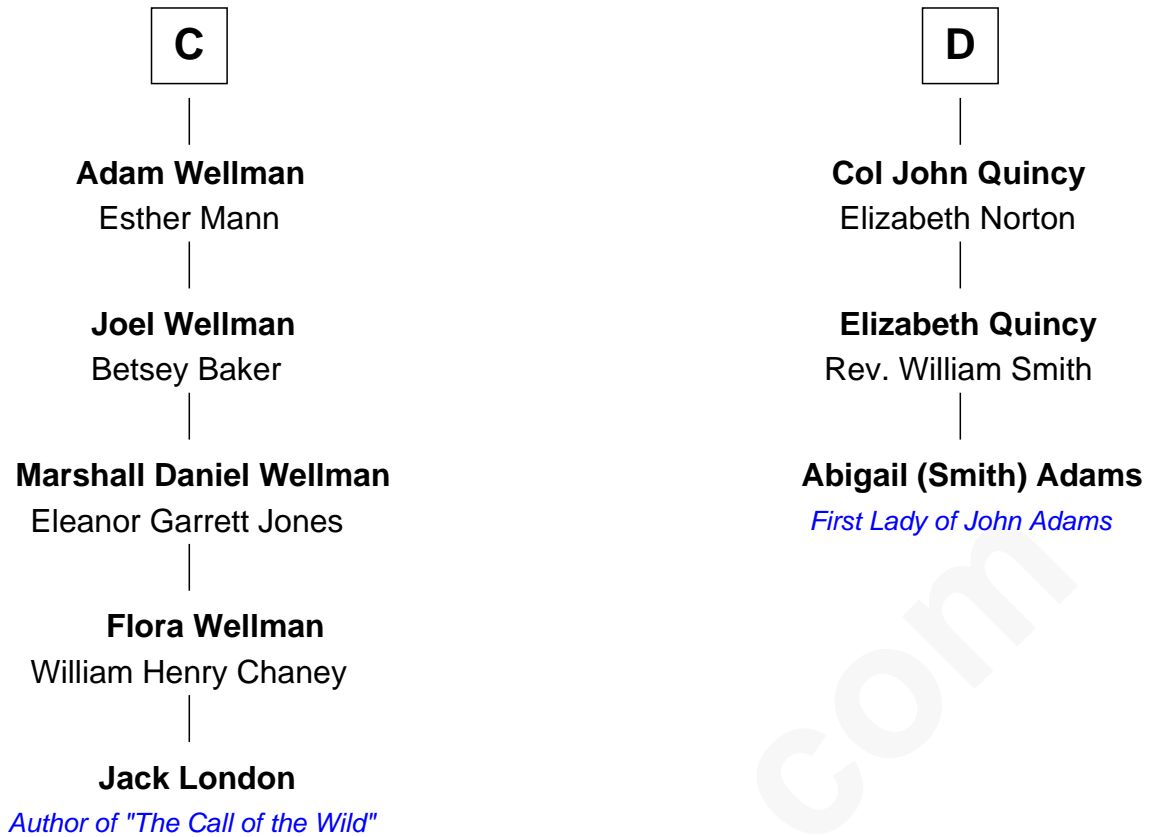 C
Adam Wellman
Esther Mann
Joel Wellman
Betsey Baker
Marshall Daniel Wellman
Eleanor Garrett Jones
Flora Wellman
William Henry Chaney
Jack London
Author of "The Call of the Wild"
D
Col John Quincy
Elizabeth Norton
Elizabeth Quincy
Rev. William Smith
Abigail (Smith) Adams
First Lady of John Adams
com